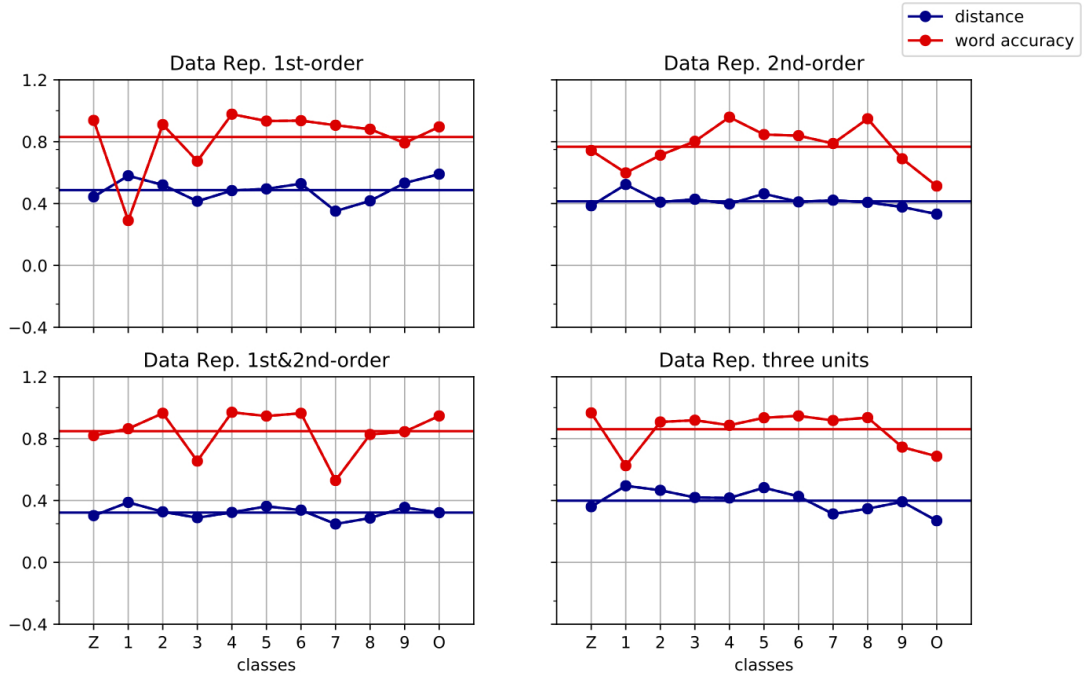 distance
word accuracy
Data Rep. 1st-order
Data Rep. 2nd-order
1.2
0.8
0.4
0.0
−0.4
Data Rep. 1st&2nd-order
Data Rep. three units
1.2
0.8
0.4
0.0
−0.4
Z 1 2 3 4 5 6 7 8 9 O
Z 1 2 3 4 5 6 7 8 9 O
classes
classes